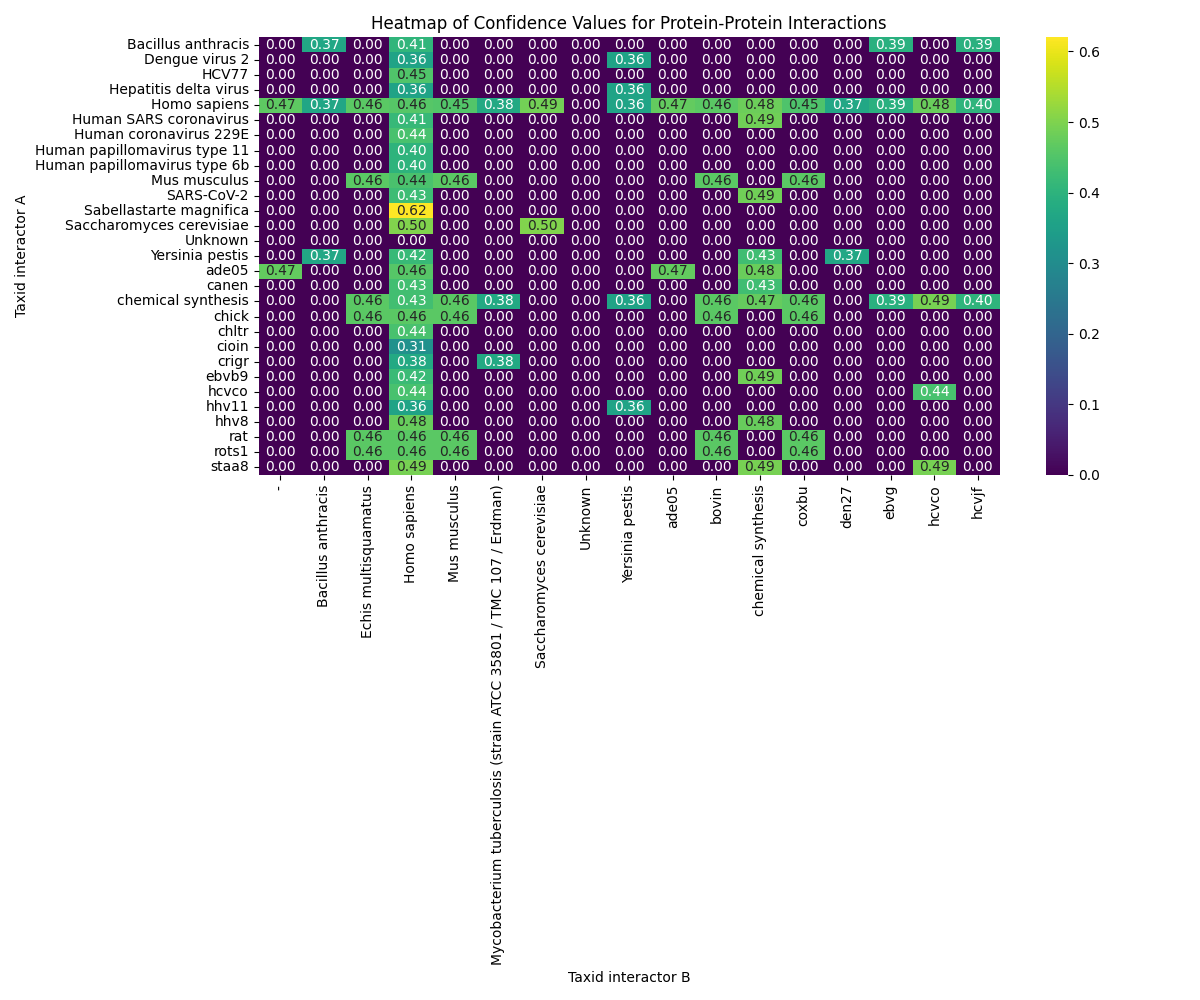 Heatmap of Confidence Values for Protein-Protein Interactions
Bacillus anthracis 0.00 0.37 0.00 0.41 0.00 0.00 0.00 0.00 0.00 0.00 0.00 0.00 0.00 0.00 0.39 0.00 0.39
Dengue virus 2 0.00 0.00 0.00 0.36 0.00 0.00 0.00 0.00 0.36 0.00 0.00 0.00 0.00 0.00 0.00 0.00 0.00
HCV77 0.00 0.00 0.00 0.45 0.00 0.00 0.00 0.00 0.00 0.00 0.00 0.00 0.00 0.00 0.00 0.00 0.00
Hepatitis delta virus 0.00 0.00 0.00 0.36 0.00 0.00 0.00 0.00 0.36 0.00 0.00 0.00 0.00 0.00 0.00 0.00 0.00
Homo sapiens 0.47 0.37 0.46 0.46 0.45 0.38 0.49 0.00 0.36 0.47 0.46 0.48 0.45 0.37 0.39 0.48 0.40
Human SARS coronavirus 0.00 0.00 0.00 0.41 0.00 0.00 0.00 0.00 0.00 0.00 0.00 0.49 0.00 0.00 0.00 0.00 0.00
Human coronavirus 229E 0.00 0.00 0.00 0.44 0.00 0.00 0.00 0.00 0.00 0.00 0.00 0.00 0.00 0.00 0.00 0.00 0.00
Human papillomavirus type 11 0.00 0.00 0.00 0.40 0.00 0.00 0.00 0.00 0.00 0.00 0.00 0.00 0.00 0.00 0.00 0.00 0.00
Human papillomavirus type 6b 0.00 0.00 0.00 0.40 0.00 0.00 0.00 0.00 0.00 0.00 0.00 0.00 0.00 0.00 0.00 0.00 0.00
Mus musculus 0.00 0.00 0.46 0.44 0.46 0.00 0.00 0.00 0.00 0.00 0.46 0.00 0.46 0.00 0.00 0.00 0.00
SARS-CoV-2 0.00 0.00 0.00 0.43 0.00 0.00 0.00 0.00 0.00 0.00 0.00 0.49 0.00 0.00 0.00 0.00 0.00
Sabellastarte magnifica 0.00 0.00 0.00 0.62 0.00 0.00 0.00 0.00 0.00 0.00 0.00 0.00 0.00 0.00 0.00 0.00 0.00
Saccharomyces cerevisiae 0.00 0.00 0.00 0.50 0.00 0.00 0.50 0.00 0.00 0.00 0.00 0.00 0.00 0.00 0.00 0.00 0.00
Unknown 0.00 0.00 0.00 0.00 0.00 0.00 0.00 0.00 0.00 0.00 0.00 0.00 0.00 0.00 0.00 0.00 0.00
Yersinia pestis 0.00 0.37 0.00 0.42 0.00 0.00 0.00 0.00 0.00 0.00 0.00 0.43 0.00 0.37 0.00 0.00 0.00
ade05 0.47 0.00 0.00 0.46 0.00 0.00 0.00 0.00 0.00 0.47 0.00 0.48 0.00 0.00 0.00 0.00 0.00
canen 0.00 0.00 0.00 0.43 0.00 0.00 0.00 0.00 0.00 0.00 0.00 0.43 0.00 0.00 0.00 0.00 0.00
chemical synthesis 0.00 0.00 0.46 0.43 0.46 0.38 0.00 0.00 0.36 0.00 0.46 0.47 0.46 0.00 0.39 0.49 0.40
chick 0.00 0.00 0.46 0.46 0.46 0.00 0.00 0.00 0.00 0.00 0.46 0.00 0.46 0.00 0.00 0.00 0.00
chltr 0.00 0.00 0.00 0.44 0.00 0.00 0.00 0.00 0.00 0.00 0.00 0.00 0.00 0.00 0.00 0.00 0.00
cioin 0.00 0.00 0.00 0.31 0.00 0.00 0.00 0.00 0.00 0.00 0.00 0.00 0.00 0.00 0.00 0.00 0.00
crigr 0.00 0.00 0.00 0.38 0.00 0.38 0.00 0.00 0.00 0.00 0.00 0.00 0.00 0.00 0.00 0.00 0.00
ebvb9 0.00 0.00 0.00 0.42 0.00 0.00 0.00 0.00 0.00 0.00 0.00 0.49 0.00 0.00 0.00 0.00 0.00
hcvco 0.00 0.00 0.00 0.44 0.00 0.00 0.00 0.00 0.00 0.00 0.00 0.00 0.00 0.00 0.00 0.44 0.00
hhv11 0.00 0.00 0.00 0.36 0.00 0.00 0.00 0.00 0.36 0.00 0.00 0.00 0.00 0.00 0.00 0.00 0.00
hhv8 0.00 0.00 0.00 0.48 0.00 0.00 0.00 0.00 0.00 0.00 0.00 0.48 0.00 0.00 0.00 0.00 0.00
rat 0.00 0.00 0.46 0.46 0.46 0.00 0.00 0.00 0.00 0.00 0.46 0.00 0.46 0.00 0.00 0.00 0.00
rots1 0.00 0.00 0.46 0.46 0.46 0.00 0.00 0.00 0.00 0.00 0.46 0.00 0.46 0.00 0.00 0.00 0.00
staa8 0.00 0.00 0.00 0.49 0.00 0.00 0.00 0.00 0.00 0.00 0.00 0.49 0.00 0.00 0.00 0.49 0.00
Taxid interactor A
-
Bacillus anthracis
Echis multisquamatus
Homo sapiens
Mus musculus
Mycobacterium tuberculosis (strain ATCC 35801 / TMC 107 / Erdman)
Saccharomyces cerevisiae
Unknown
Yersinia pestis
ade05
bovin
chemical synthesis
coxbu
den27
ebvg
hcvco
hcvjf
Taxid interactor B
0.6
0.5
0.4
0.3
0.2
0.1
0.0